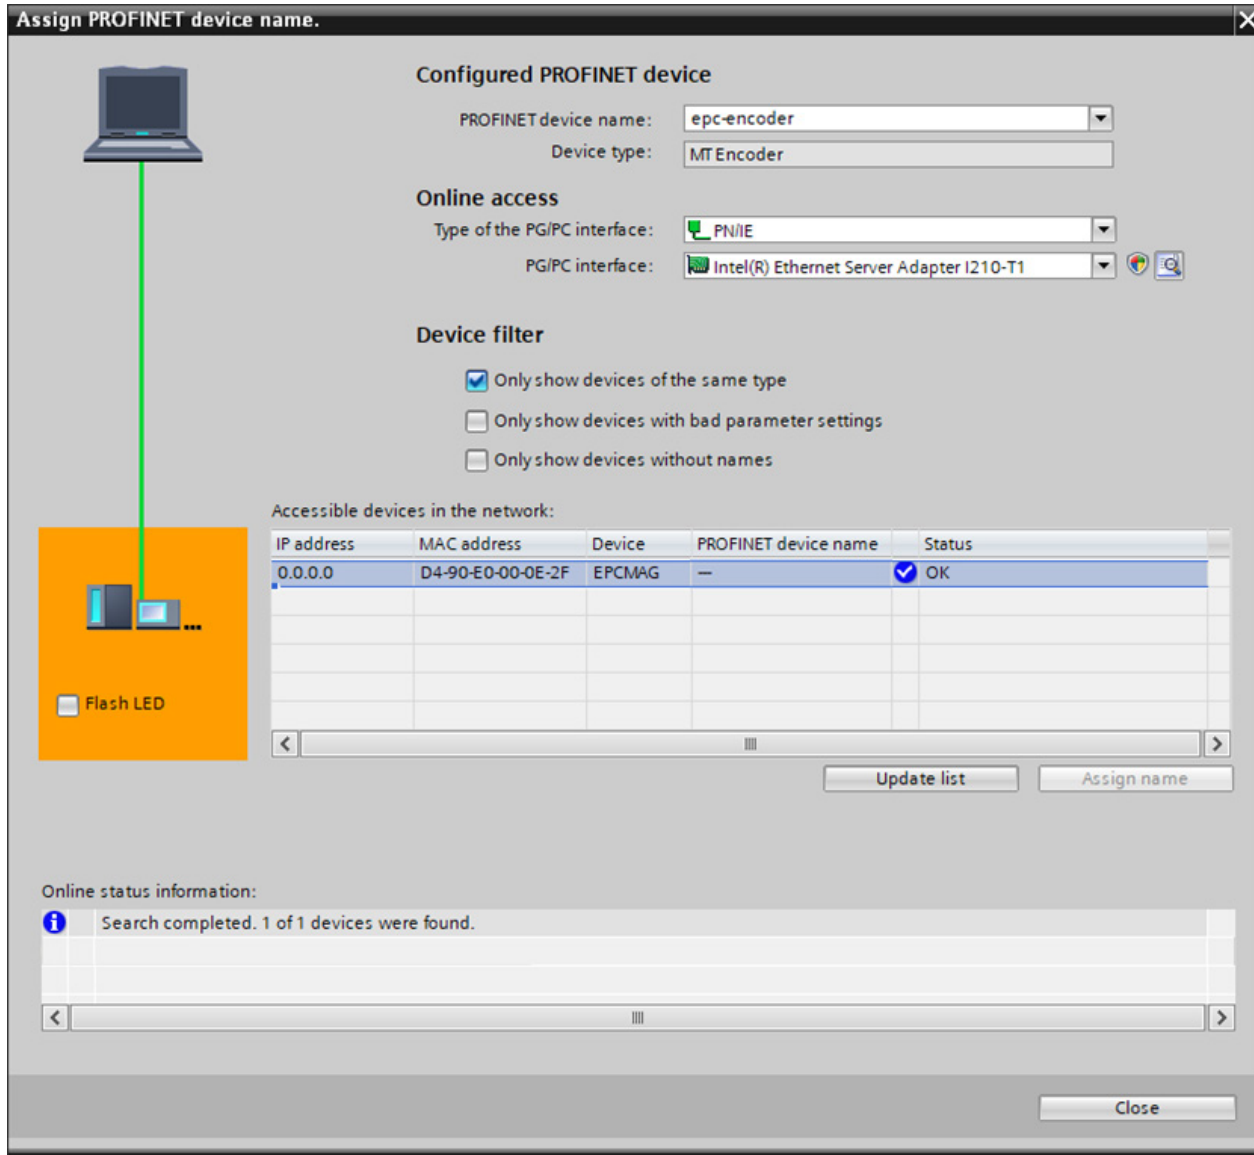 Assign PROFINET device name.
Configured PROFINET device
PROFINET device name: epc-encoder
Device type: MT Encoder
Online access
Type of the PG/PC interface: PN/IE
PG/PC interface: Intel(R) Ethernet Server Adapter I210-T1
Device filter
Only show devices of the same type
Only show devices with bad parameter settings
Only show devices without names
Accessible devices in the network:
IP address MAC address Device PROFINET device name Status
0.0.0.0 D4-90-E0-00-0E-2F EPCMAG — OK
Flash LED
Update list Assign name
Online status information:
Search completed. 1 of 1 devices were found.
Close